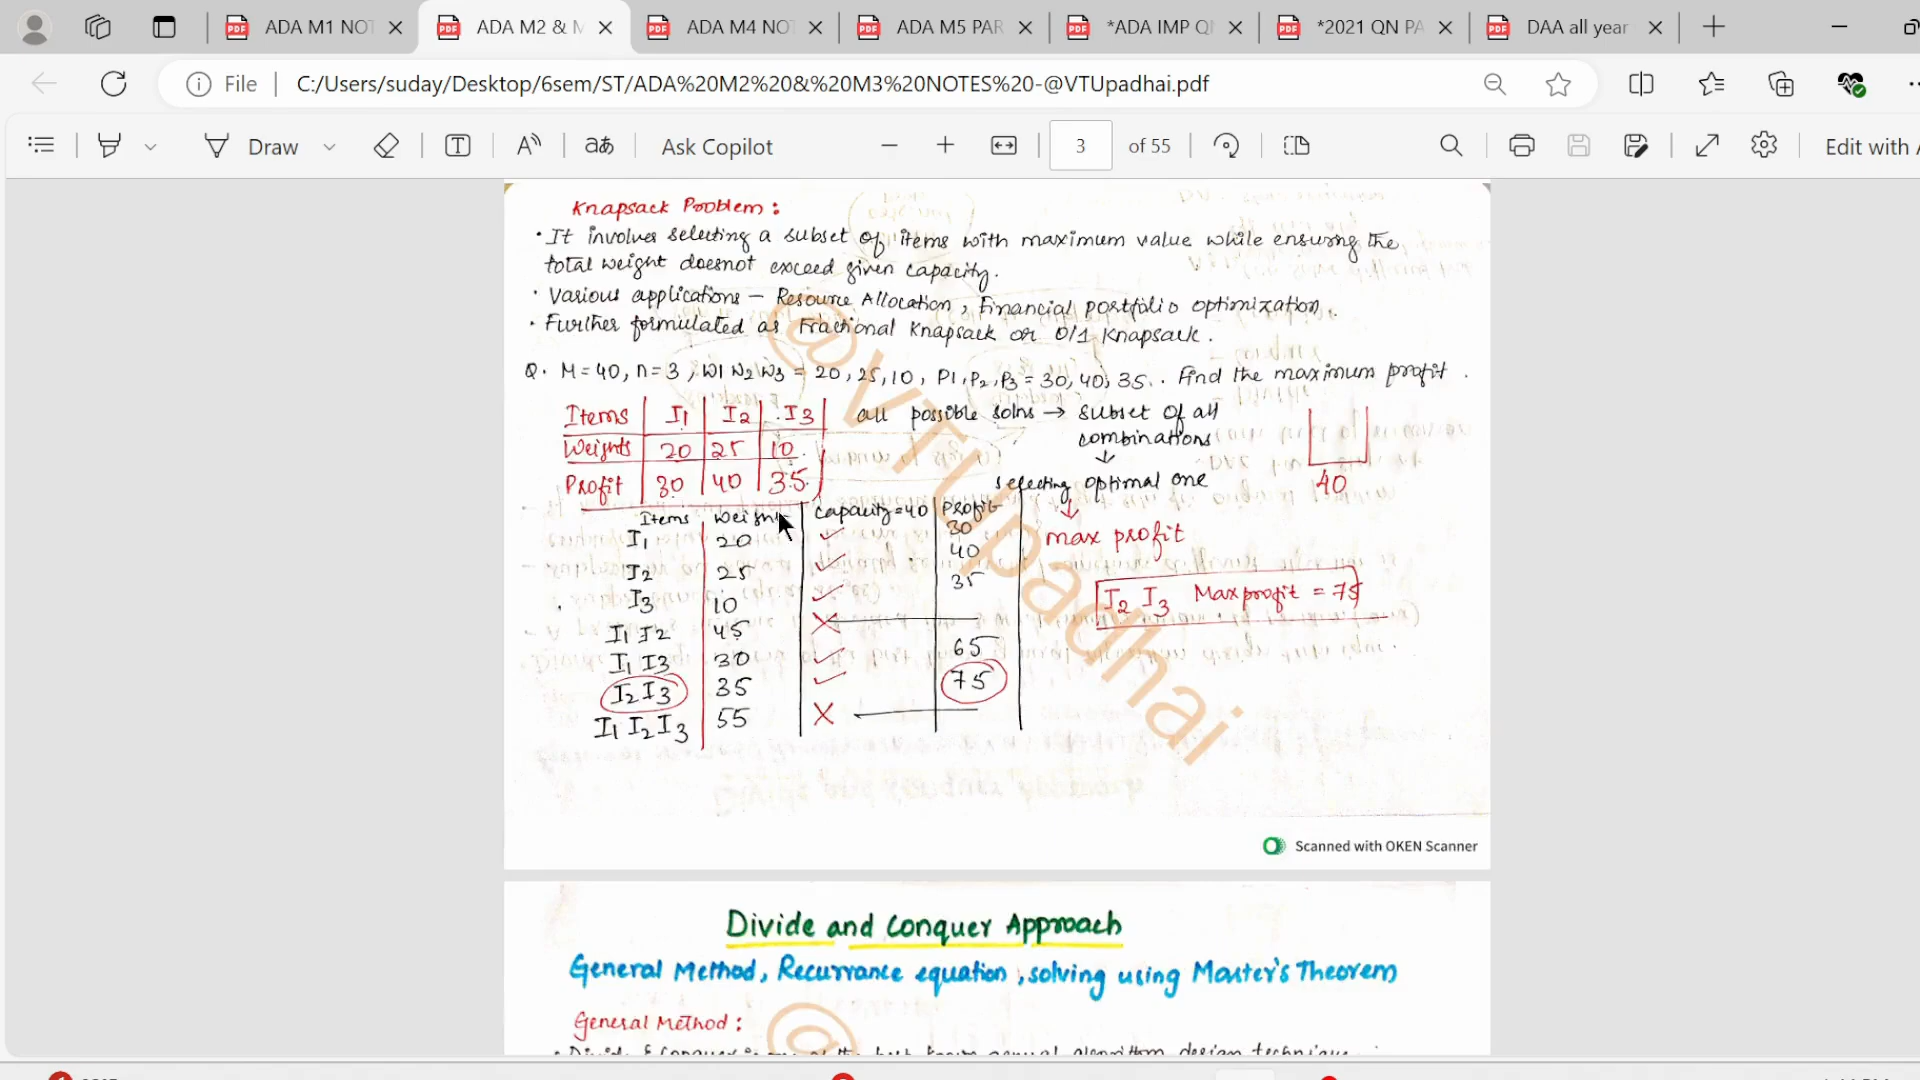 ADA M1 NOT
ADA M2 & M
ADA M4 NO
ADA M5 PAR
*ADA IMP Q
*2021 QN PA
DAA all year
File
C:/Users/suday/Desktop/6sem/ST/ADA%20M2%20&%20M3%20NOTES%20-@VTUpadhai.pdf
Draw
Ask Copilot
3
of 55
Edit with A
Knapsack Problem:
• It involves selecting a subset of items with maximum value while ensuring the
total weight doesnot exceed given capacity.
• Various applications – Resource Allocation, Financial portfolio optimization.
• Further formulated as Fractional Knapsack or 0/1 Knapsack.
Q. M=40, n=3, W1 W2 W3 = 20, 25, 10, P1, P2, P3 = 30, 40, 35. Find the maximum profit.
Items I1 I2 I3
Weights 20 25 10
Profit 30 40 35
all possible solns → subset of all
combinations
↓
selecting optimal one
↓
max profit
40
I2 I3 Max profit = 75
Items Weight Capacity=40 Profit
I1 20 ✓ 30
I2 25 ✓ 40
I3 10 ✓ 35
I1 I2 45 X
I1 I3 30 ✓ 65
I2 I3 35 ✓ 75
I1 I2 I3 55 X
@VTUpadhai
Scanned with OKEN Scanner
Divide and Conquer Approach
General Method, Recurrance equation, solving using Master's Theorem
General Method: